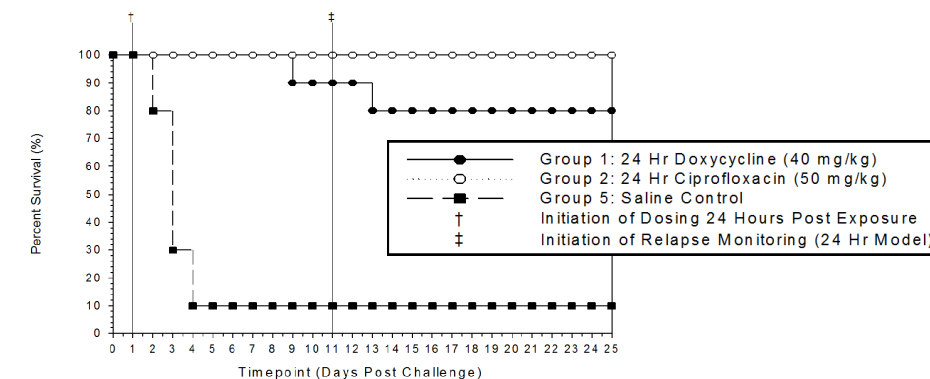 † ‡
100
90
80
70
60
50
40
30
20
10
0
Percent Survival (%)
Group 1: 24 Hr Doxycycline (40 mg/kg)
Group 2: 24 Hr Ciprofloxacin (50 mg/kg)
Group 5: Saline Control
† Initiation of Dosing 24 Hours Post Exposure
‡ Initiation of Relapse Monitoring (24 Hr Model)
0 1 2 3 4 5 6 7 8 9 10 11 12 13 14 15 16 17 18 19 20 21 22 23 24 25
Timepoint (Days Post Challenge)